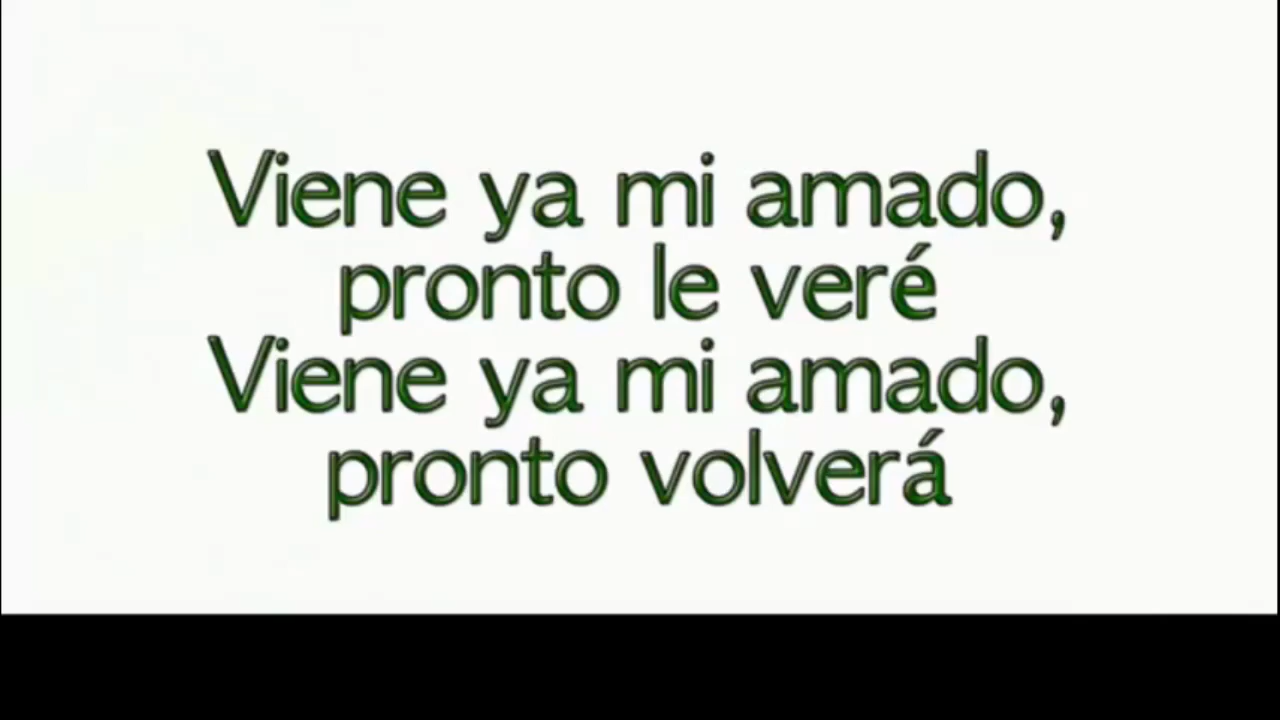 Viene ya mi amado,
pronto le veré
Viene ya mi amado,
pronto volverá